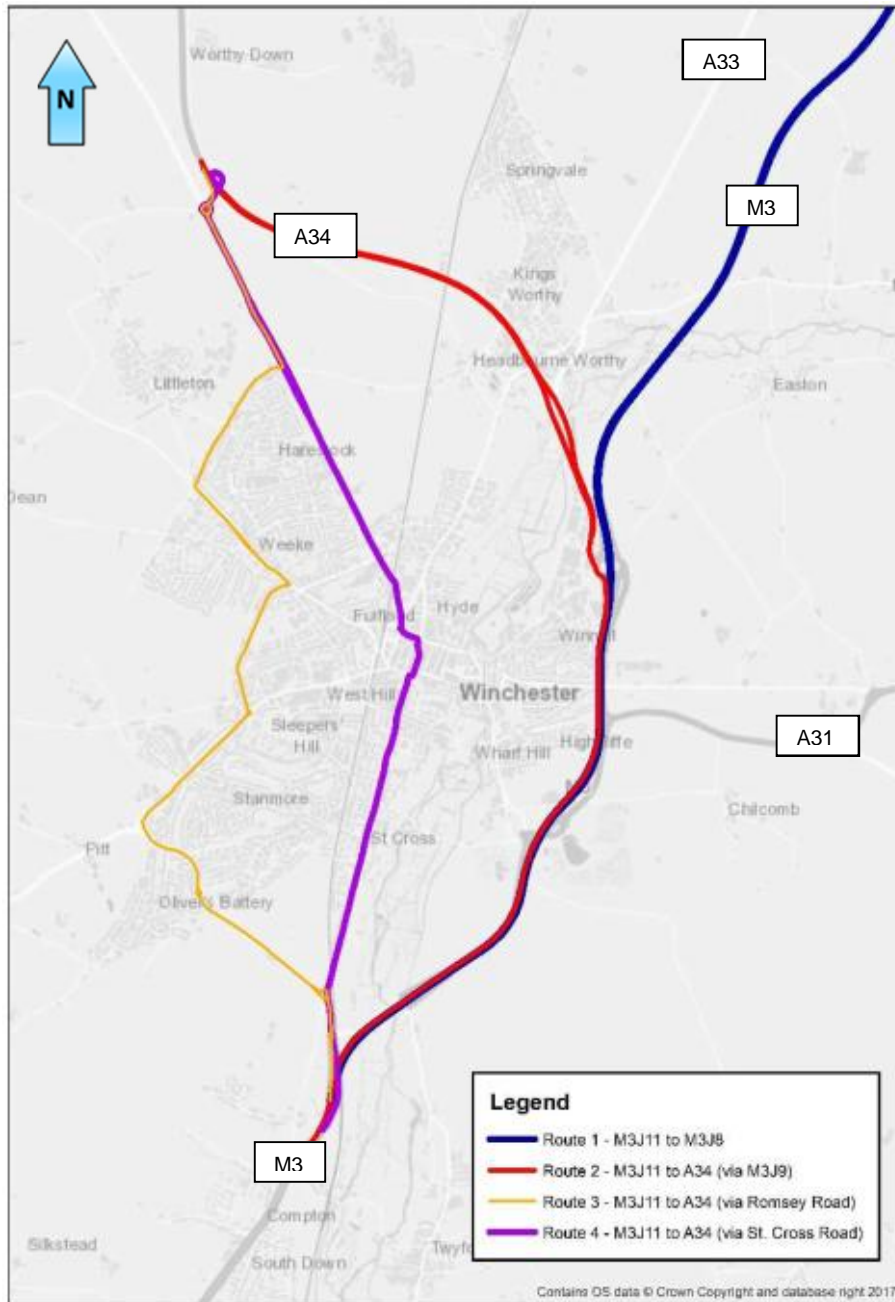 Worthy Down
A33
N
Springvale
M3
A34
Kings
Worthy
Headbourne Worthy
Littleton
Easton
Harestock
Dean
Weeke
Hyde
Fulflood
Winnall
West Hill
Winchester
Sleepers'
Hill
Wharf Hill
Highcliffe
A31
Stanmore
Chilcomb
St Cross
Pitt
Oliver's Battery
Legend
Route 1 - M3J11 to M3J8
Route 2 - M3J11 to A34 (via M3J9)
Route 3 - M3J11 to A34 (via Romsey Road)
Route 4 - M3J11 to A34 (via St. Cross Road)
M3
Compton
Silkstead
South Down
Twyfo
Contains OS data © Crown Copyright and database right 2017